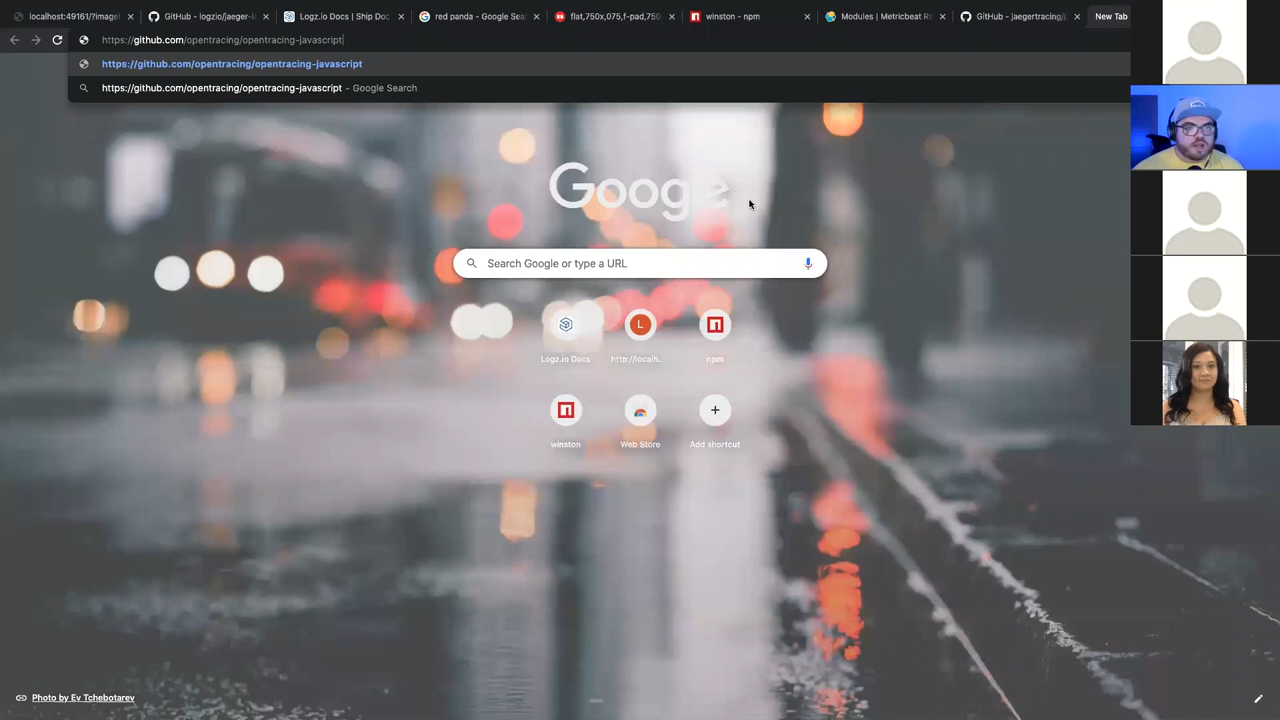 localhost:49161/?image
GitHub - logzio/jaeger-lo
Logz.io Docs | Ship Doc
red panda - Google Sear
flat,750x,075,f-pad,750
winston - npm
Modules | Metricbeat Re
GitHub - jaegertracing/j
New Tab
https://github.com/opentracing/opentracing-javascript
https://github.com/opentracing/opentracing-javascript
https://github.com/opentracing/opentracing-javascript - Google Search
Google
Search Google or type a URL
L
Logz.io Docs
http://localh...
npm
winston
Web Store
Add shortcut
Photo by Ev Tchebotarev